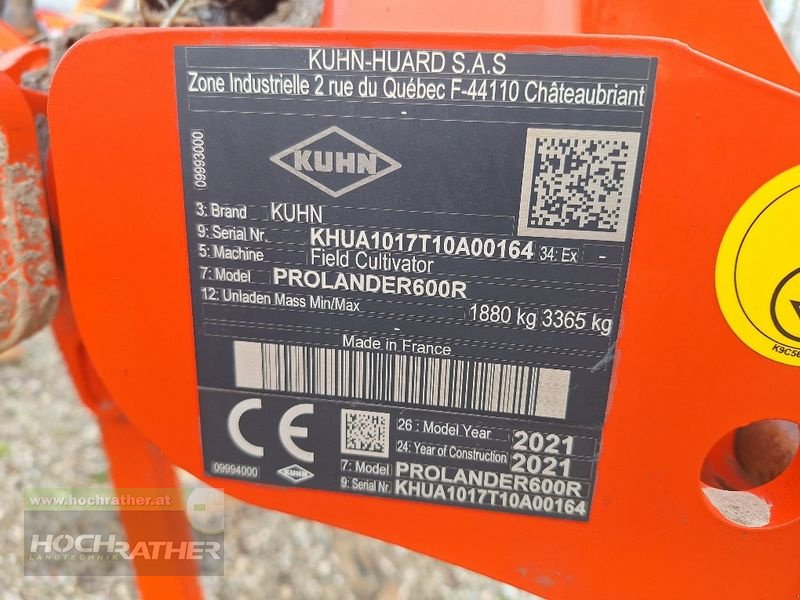 KUHN-HUARD S.A.S
Zone Industrielle 2 rue du Québec F-44110 Châteaubriant
-
09993000
KUHN
3: Brand KUHN
9: Serial Nr. KHUA1017T10A00164 34: Ex -
5: Machine Field Cultivator
7: Model PROLANDER600R
12: Unladen Mass Min/Max 1880 kg 3365 kg
-
Made in France
CE
09994000
KUHN
26 : Model Year 2021
24: Year of Construction 2021
7: Model PROLANDER600R
9: Serial Nr. KHUA1017T10A00164
www.hochrather.at
HOCHRATHER
LANDTECHNIK